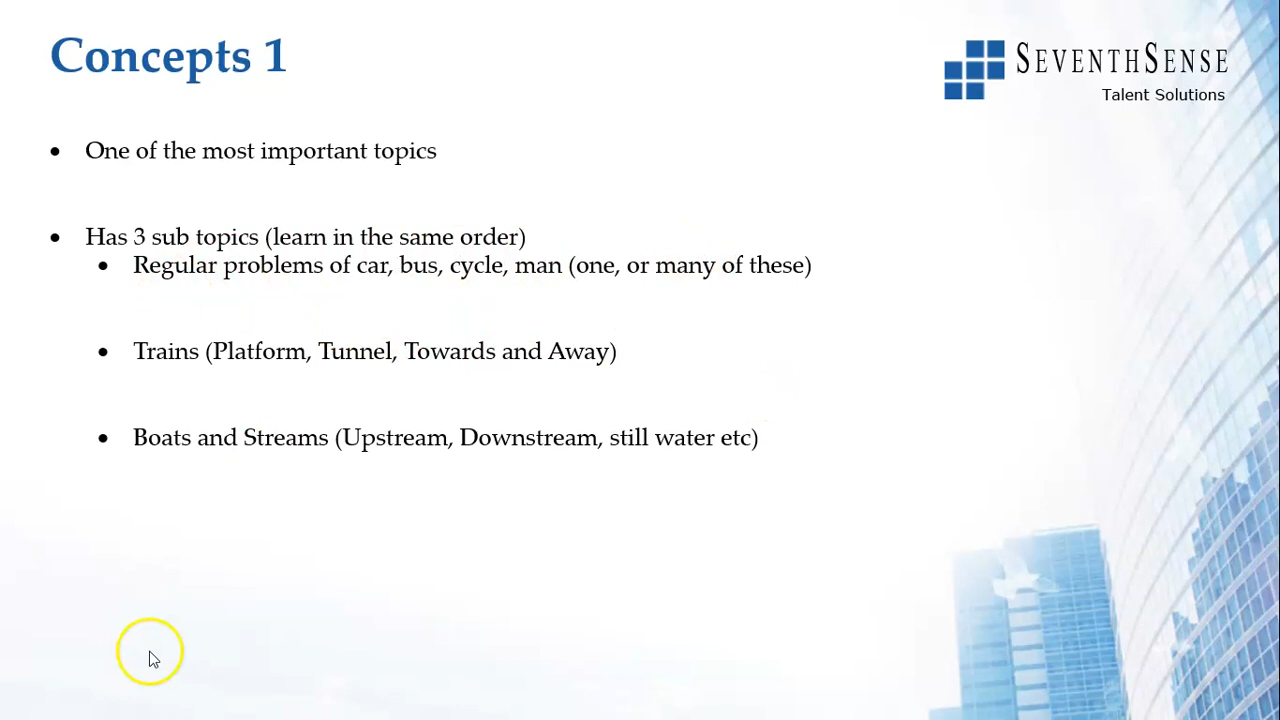 Concepts 1
SEVENTHSENSE
Talent Solutions
• One of the most important topics
• Has 3 sub topics (learn in the same order)
• Regular problems of car, bus, cycle, man (one, or many of these)
• Trains (Platform, Tunnel, Towards and Away)
• Boats and Streams (Upstream, Downstream, still water etc)